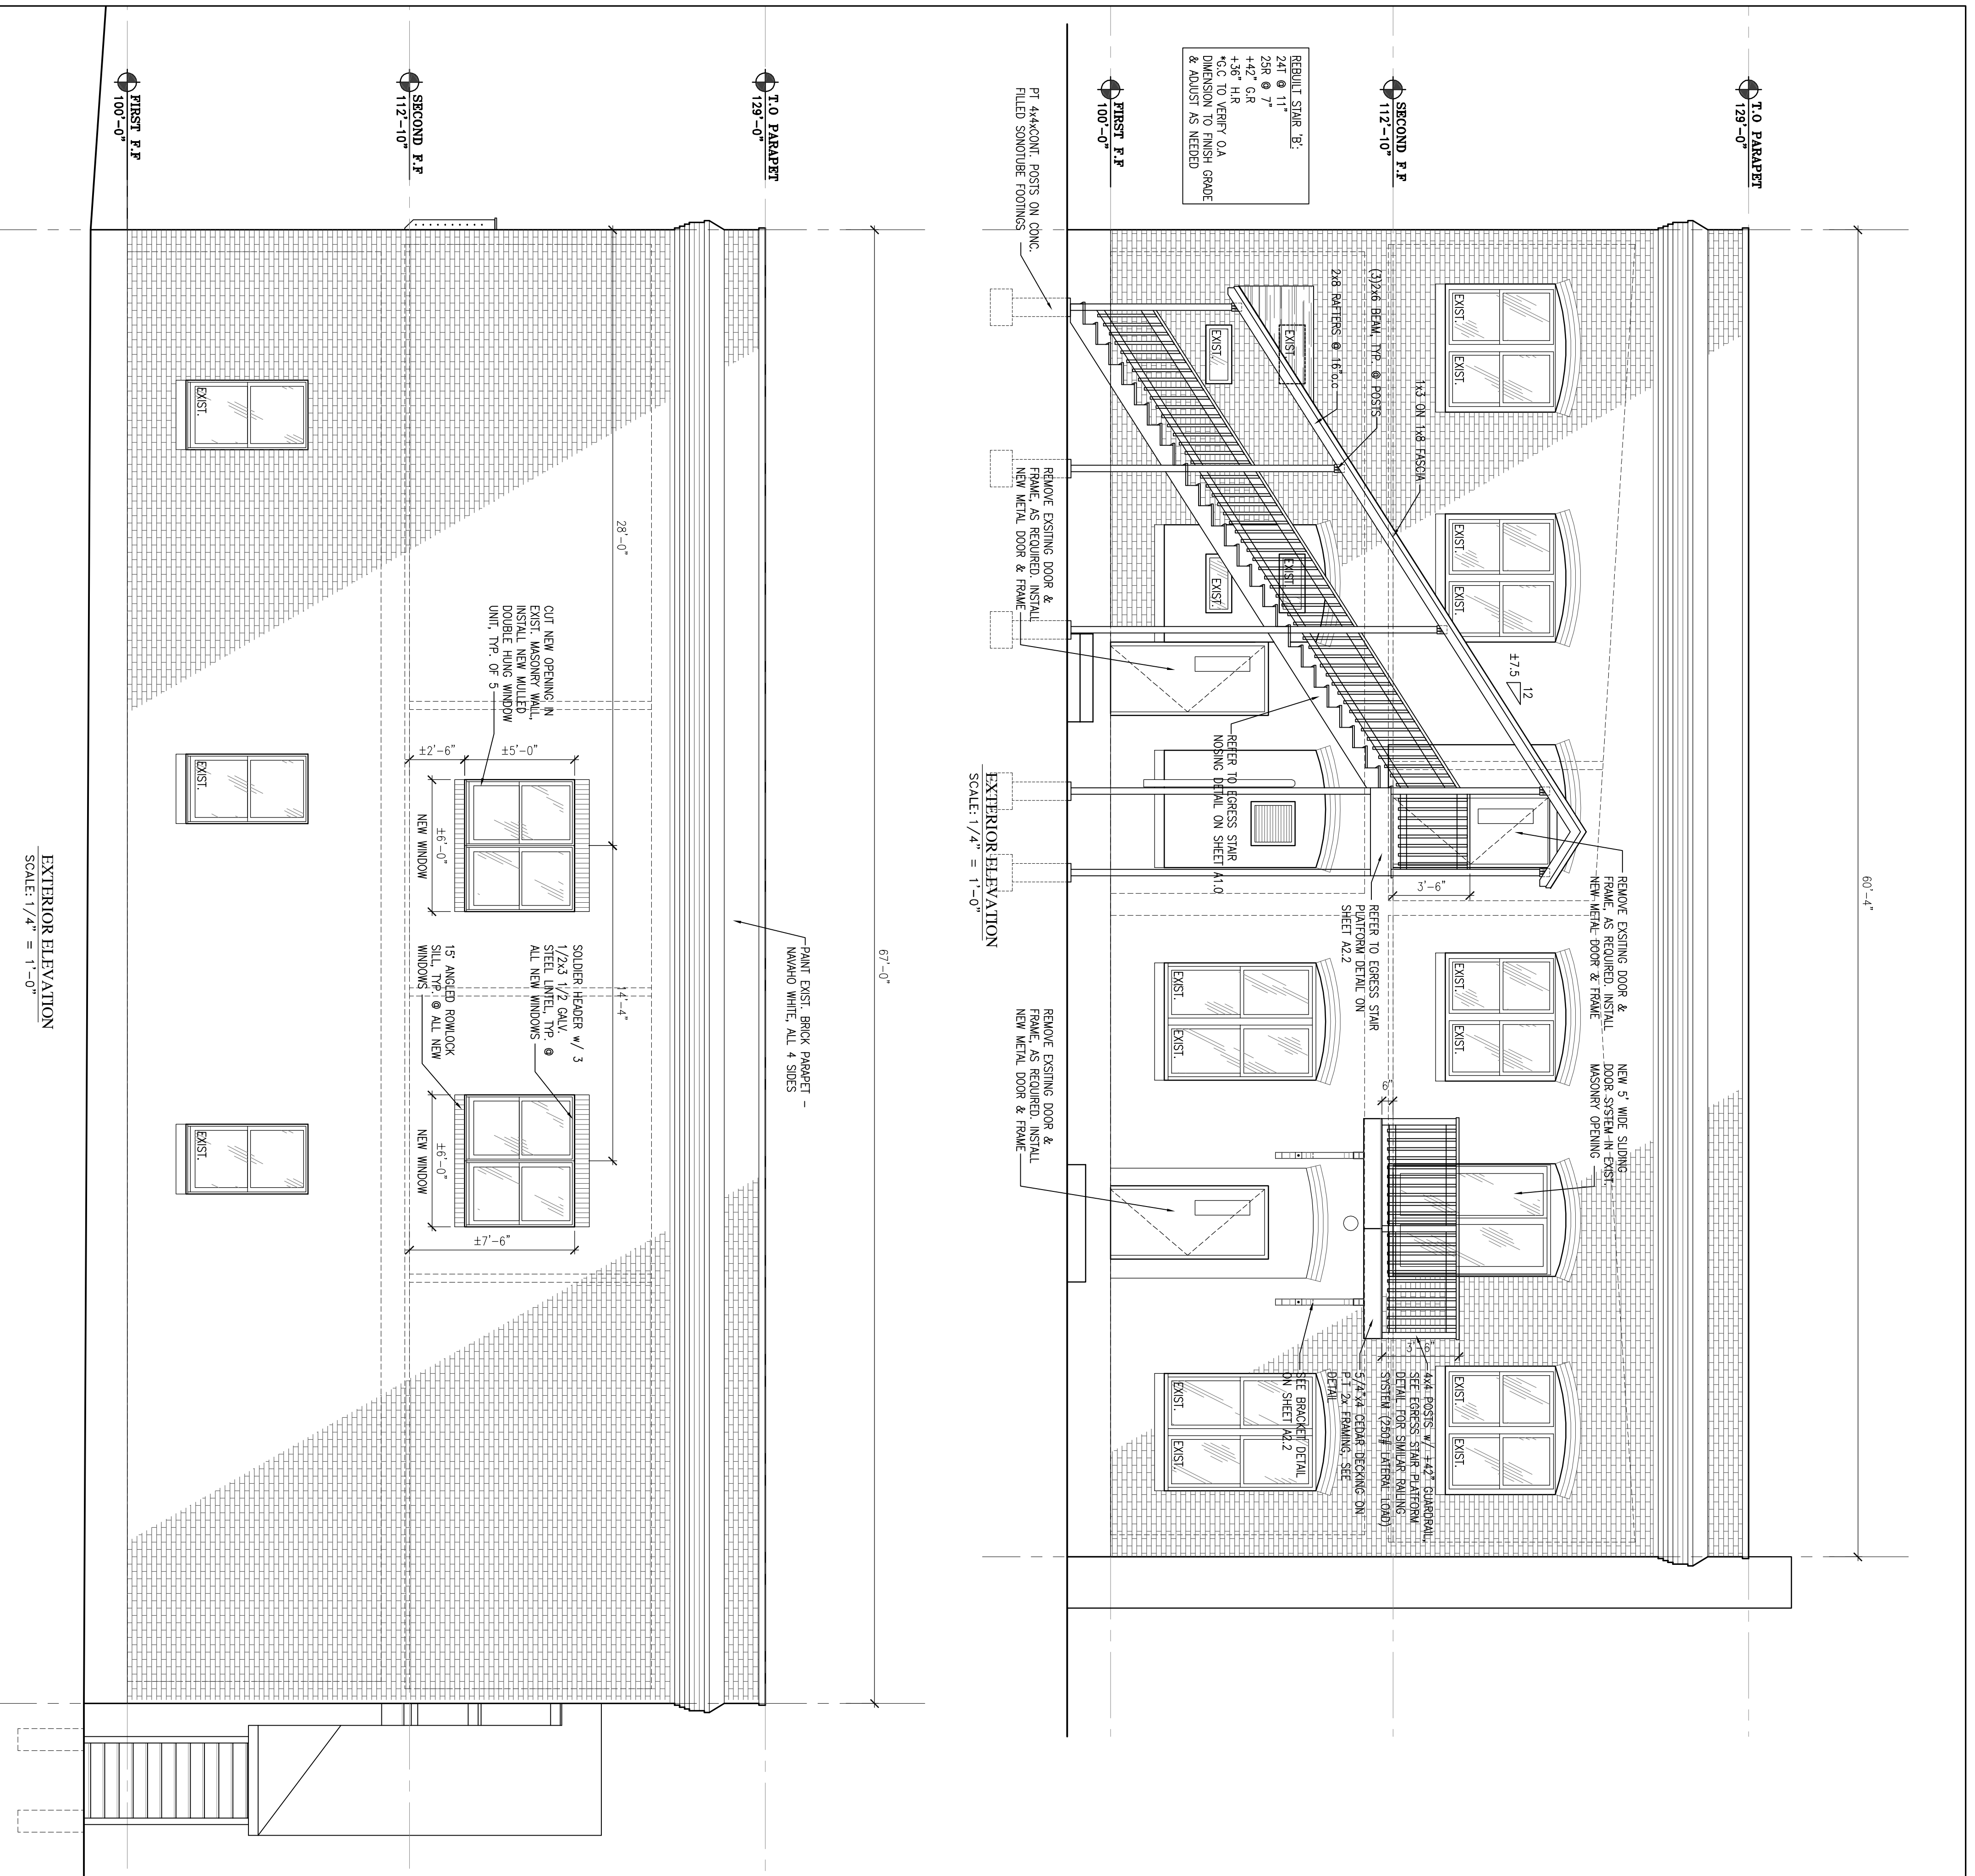 60'-4"
T.O PARAPET
129'-0"
SECOND F.F
112'-10"
FIRST F.F
100'-0"
REBUILT STAIR 'B':
24T @ 11"
25R @ 7"
+42" G.R
+36" H.R
*G.C TO VERIFY O.A
DIMENSION TO FINISH GRADE
& ADJUST AS NEEDED
PT 4x4xCONT. POSTS ON CONC.
FILLED SONOTUBE FOOTINGS
(3)2x6 BEAM, TYP. @ POSTS
2x8 RAFTERS @ 16"o.c
1x3 ON 1x8 FASCIA
EXIST.
EXIST.
EXIST.
EXIST.
EXIST.
EXIST.
EXIST.
EXIST.
12
±7.5
REMOVE EXSITING DOOR &
FRAME, AS REQUIRED. INSTALL
NEW METAL DOOR & FRAME
REFER TO EGRESS STAIR
NOSING DETAIL ON SHEET A1.0
REMOVE EXSITING DOOR &
FRAME, AS REQUIRED. INSTALL
NEW METAL DOOR & FRAME
3'-6"
REFER TO EGRESS STAIR
PLATFORM DETAIL ON
SHEET A2.2
EXIST.
EXIST.
EXIST.
EXIST.
NEW 5' WIDE SLIDING
DOOR SYSTEM IN EXIST.
MASONRY OPENING
6"
REMOVE EXSITING DOOR &
FRAME, AS REQUIRED. INSTALL
NEW METAL DOOR & FRAME
3'-6"
4x4 POSTS w/ +42" GUARDRAIL,
SEE EGRESS STAIR PLATFORM
DETAIL FOR SIMILAR RAILING
SYSTEM (250# LATERAL LOAD)
5/4"x4 CEDAR DECKING ON
P.T 2x FRAMING, SEE
DETAIL
SEE BRACKET DETAIL
ON SHEET A2.2
EXIST.
EXIST.
EXIST.
EXIST.
EXTERIOR ELEVATION
SCALE: 1/4" = 1'-0"
67'-0"
T.O PARAPET
129'-0"
SECOND F.F
112'-10"
FIRST F.F
100'-0"
PAINT EXIST. BRICK PARAPET -
NAVAHO WHITE, ALL 4 SIDES
28'-0"
14'-4"
CUT NEW OPENING IN
EXIST. MASONRY WALL,
INSTALL NEW MULLED
DOUBLE HUNG WINDOW
UNIT, TYP. OF 5
±5'-0"
±2'-6"
±6'-0"
NEW WINDOW
SOLDIER HEADER w/ 3
1/2x3 1/2 GALV.
STEEL LINTEL, TYP. @
ALL NEW WINDOWS
15° ANGLED ROWLOCK
SILL, TYP. @ ALL NEW
WINDOWS
±6'-0"
NEW WINDOW
±7'-6"
EXIST.
EXIST.
EXIST.
EXTERIOR ELEVATION
SCALE: 1/4" = 1'-0"